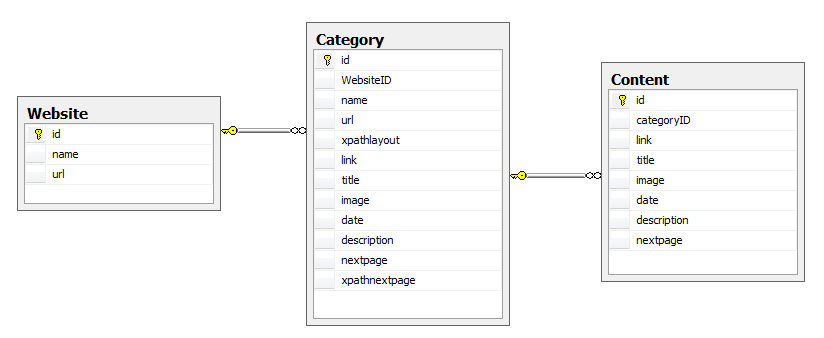 Website
id
name
url
Category
id
WebsiteID
name
url
xpathlayout
link
title
image
date
description
nextpage
xpathnextpage
Content
id
categoryID
link
title
image
date
description
nextpage